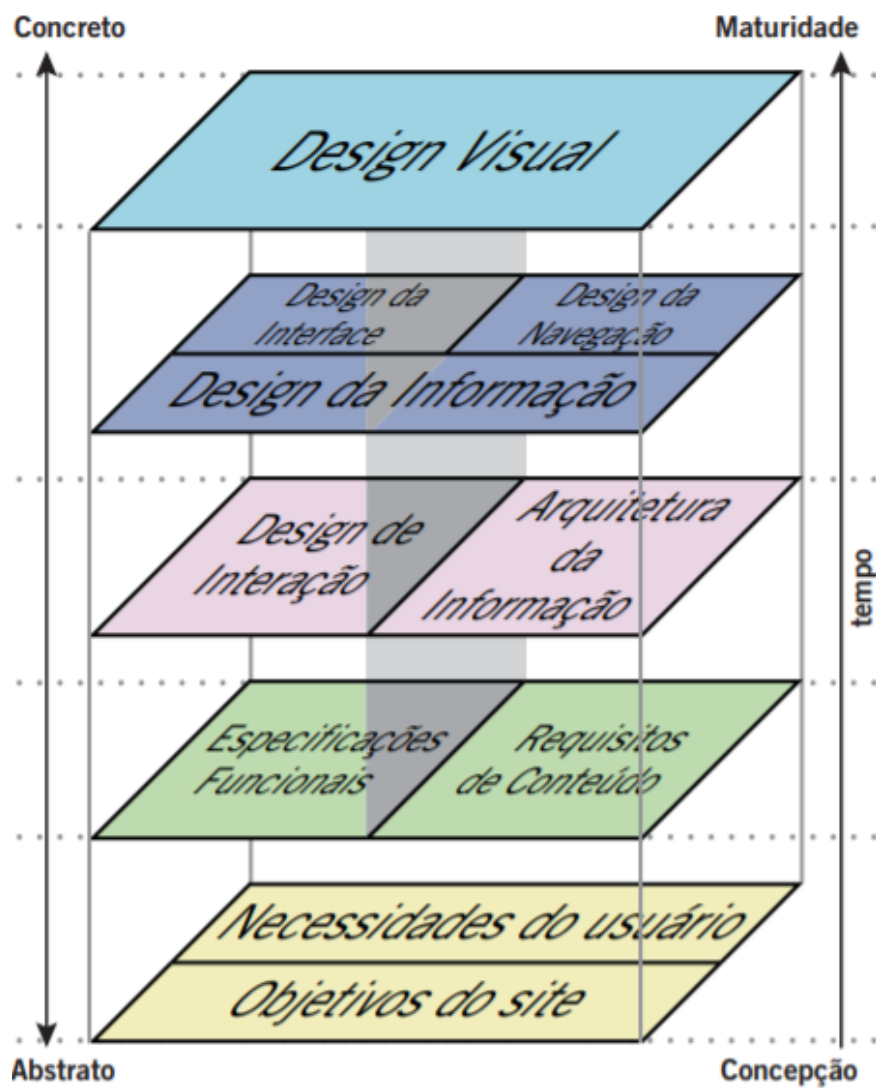 Concreto
Maturidade
Design Visual
Design da
Interface
Design da
Navegação
Design da Informação
Design de
Interação
Arquitetura
da
Informação
tempo
Especificações
Funcionais
Requisitos
de Conteúdo
Necessidades do usuário
Objetivos do site
Abstrato
Concepção